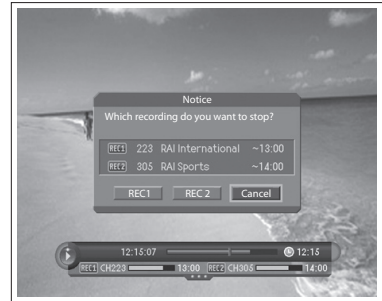 Notice
Which recording do you want to stop?
REC1 223 RAI International ~13:00
REC2 305 RAI Sports ~14:00
REC1 REC 2 Cancel
12:15:07 12:15
REC1 CH223 13:00 REC2 CH305 14:00